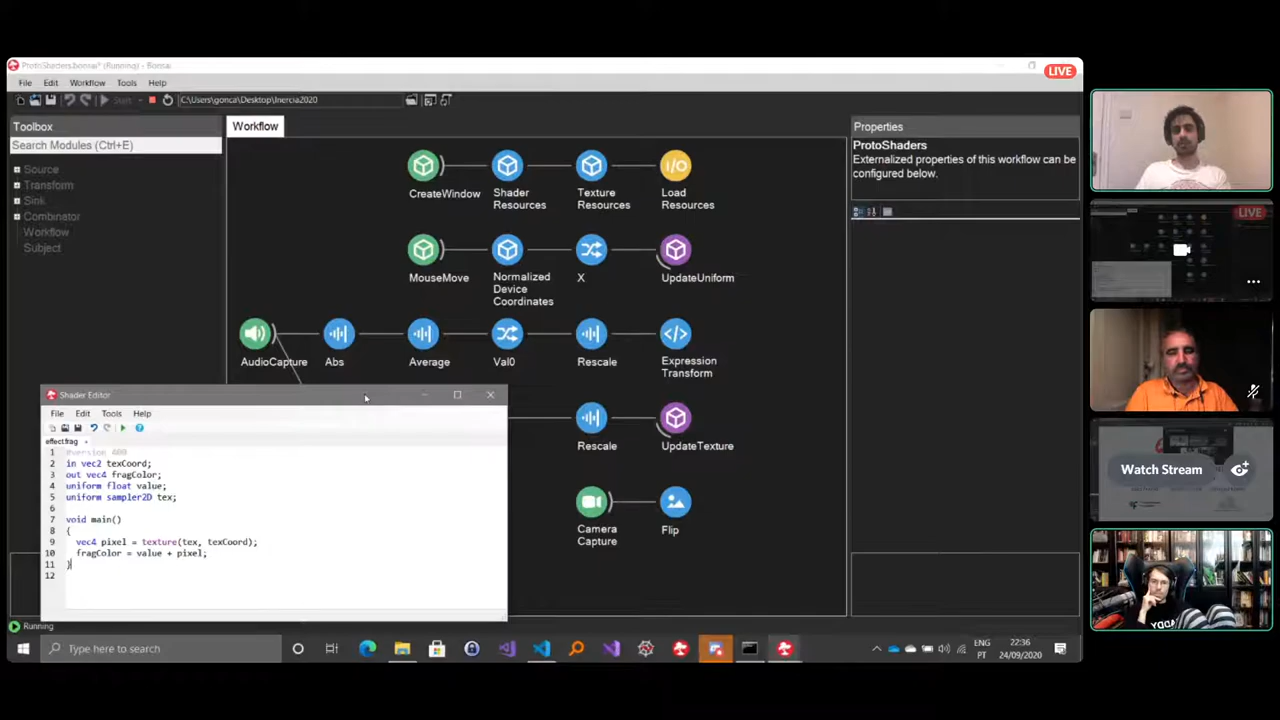 ProtoShaders.bonsai* (Running) - Bonsai
LIVE
File Edit Workflow Tools Help
Start C:\Users\gonca\Desktop\Inercia2020
Toolbox
Workflow
Properties
Search Modules (Ctrl+E)
ProtoShaders
Externalized properties of this workflow can be
configured below.
Source
Transform
Sink
Combinator
Workflow
Subject
CreateWindow
Shader
Resources
Texture
Resources
I/O
Load
Resources
MouseMove
Normalized
Device
Coordinates
X
UpdateUniform
AudioCapture
Abs
Average
Val0
Rescale
Expression
Transform
Rescale
UpdateTexture
Camera
Capture
Flip
Shader Editor
File Edit Tools Help
effect.frag
1 #version 400
2 in vec2 texCoord;
3 out vec4 fragColor;
4 uniform float value;
5 uniform sampler2D tex;
6
7 void main()
8 {
9 vec4 pixel = texture(tex, texCoord);
10 fragColor = value + pixel;
11 }
12
Running
Type here to search
ENG
PT
22:36
24/09/2020
LIVE
Watch Stream